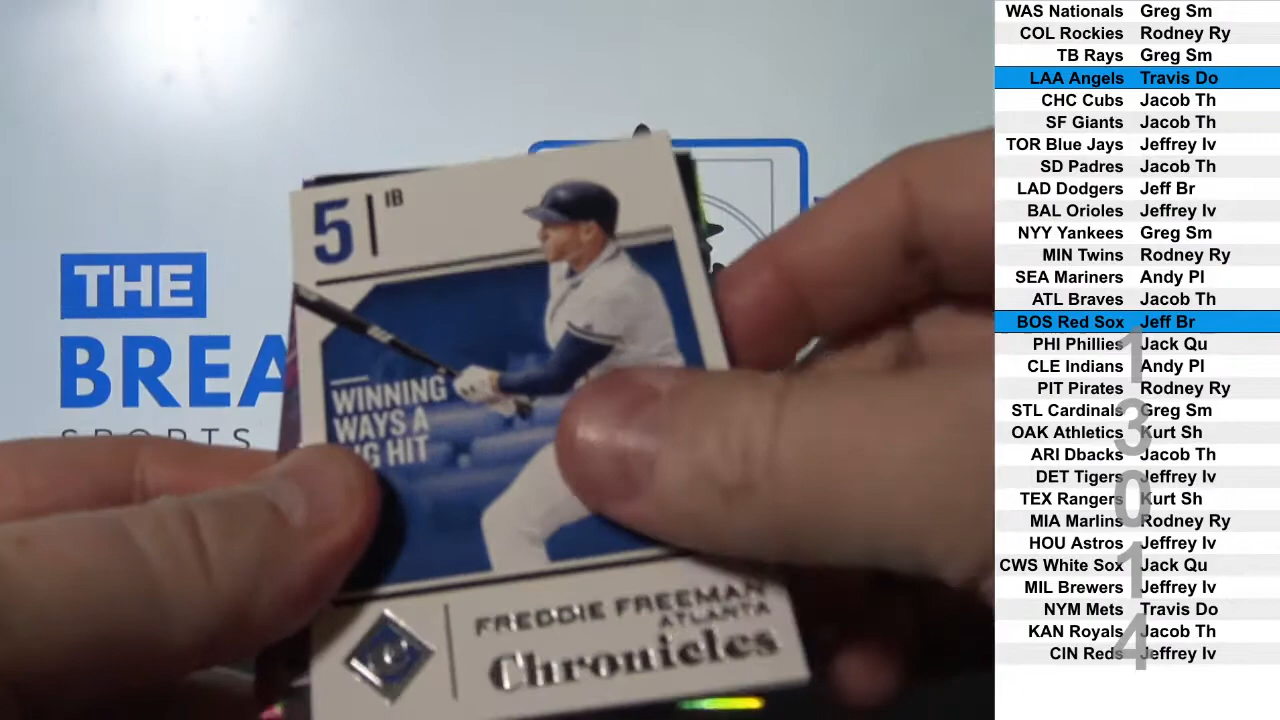 THE
BREA
SPORTS
5
1B
WINNING
WAYS A
HIT
FREDDIE FREEMAN
ATLANTA
Chronicles
WAS Nationals Greg Sm
COL Rockies Rodney Ry
TB Rays Greg Sm
LAA Angels Travis Do
CHC Cubs Jacob Th
SF Giants Jacob Th
TOR Blue Jays Jeffrey Iv
SD Padres Jacob Th
LAD Dodgers Jeff Br
BAL Orioles Jeffrey Iv
NYY Yankees Greg Sm
MIN Twins Rodney Ry
SEA Mariners Andy Pl
ATL Braves Jacob Th
BOS Red Sox Jeff Br
PHI Phillies Jack Qu
CLE Indians Andy Pl
PIT Pirates Rodney Ry
STL Cardinals Greg Sm
OAK Athletics Kurt Sh
ARI Dbacks Jacob Th
DET Tigers Jeffrey Iv
TEX Rangers Kurt Sh
MIA Marlins Rodney Ry
HOU Astros Jeffrey Iv
CWS White Sox Jack Qu
MIL Brewers Jeffrey Iv
NYM Mets Travis Do
KAN Royals Jacob Th
CIN Reds Jeffrey Iv
1
3
0
1
4